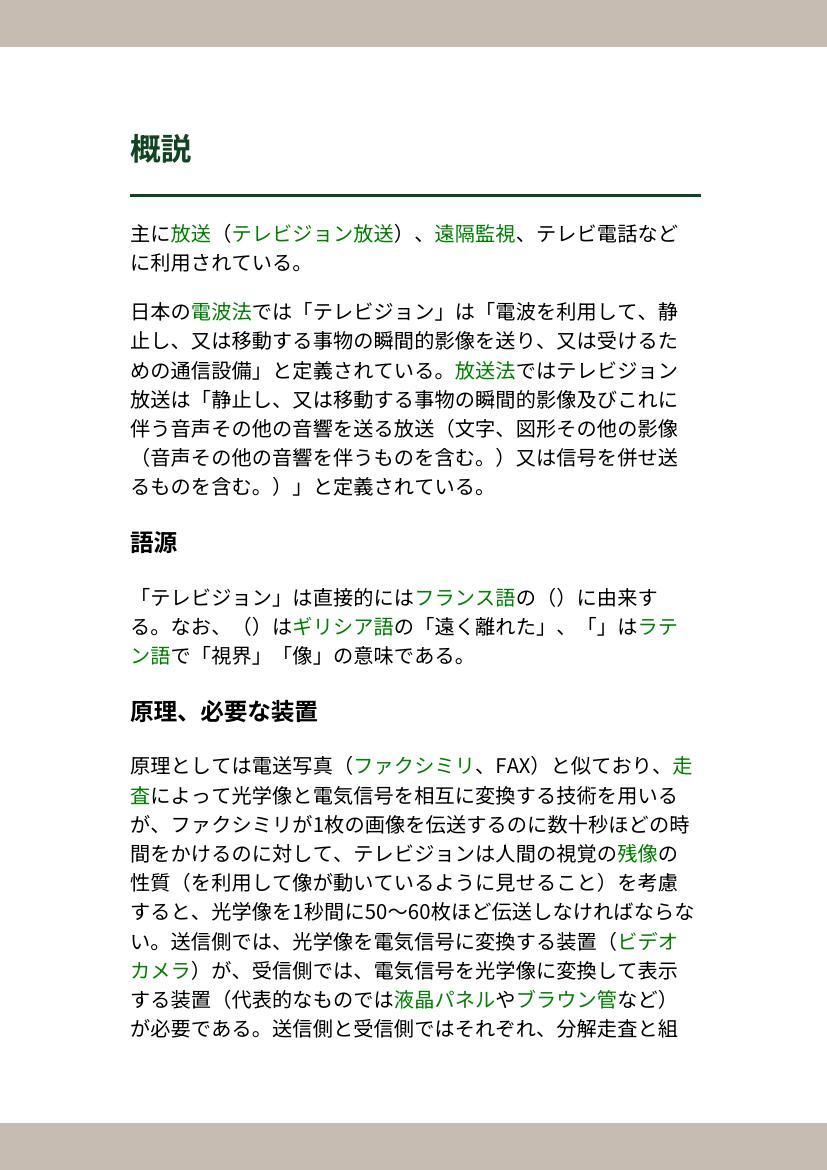 概説
主に放送（テレビジョン放送）、遠隔監視、テレビ電話など
に利用されている。
日本の電波法では「テレビジョン」は「電波を利用して、静
止し、又は移動する事物の瞬間的影像を送り、又は受けるた
めの通信設備」と定義されている。放送法ではテレビジョン
放送は「静止し、又は移動する事物の瞬間的影像及びこれに
伴う音声その他の音響を送る放送（文字、図形その他の影像
（音声その他の音響を伴うものを含む。）又は信号を併せ送
るものを含む。）」と定義されている。
語源
「テレビジョン」は直接的にはフランス語の（）に由来す
る。なお、（）はギリシア語の「遠く離れた」、「」はラテ
ン語で「視界」「像」の意味である。
原理、必要な装置
原理としては電送写真（ファクシミリ、FAX）と似ており、走
査によって光学像と電気信号を相互に変換する技術を用いる
が、ファクシミリが1枚の画像を伝送するのに数十秒ほどの時
間をかけるのに対して、テレビジョンは人間の視覚の残像の
性質（を利用して像が動いているように見せること）を考慮
すると、光学像を1秒間に50〜60枚ほど伝送しなければならな
い。送信側では、光学像を電気信号に変換する装置（ビデオ
カメラ）が、受信側では、電気信号を光学像に変換して表示
する装置（代表的なものでは液晶パネルやブラウン管など）
が必要である。送信側と受信側ではそれぞれ、分解走査と組